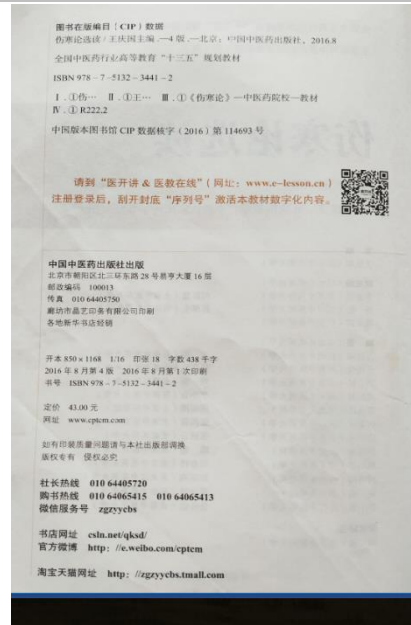 图书在版编目（CIP）数据
伤寒论选读/王庆国主编.—4版.—北京：中国中医药出版社，2016.8
全国中医药行业高等教育“十三五”规划教材
ISBN 978-7-5132-3441-2
Ⅰ.①伤… Ⅱ.①王… Ⅲ.①《伤寒论》—中医药院校—教材
Ⅳ.①R222.2
中国版本图书馆CIP数据核字（2016）第114693号
请到“医开讲＆医教在线”（网址：www.e-lesson.cn）
注册登录后，刮开封底“序列号”激活本教材数字化内容。
中国中医药出版社出版
北京市朝阳区北三环东路28号易亨大厦16层
邮政编码 100013
传真 010 64405750
廊坊市晶艺印务有限公司印刷
各地新华书店经销
开本 850×1168 1/16 印张 18 字数 438千字
2016年8月第4版 2016年8月第1次印刷
书号 ISBN 978-7-5132-3441-2
定价 43.00元
网址 www.cptcm.com
如有印装质量问题请与本社出版部调换
版权专有 侵权必究
社长热线 010 64405720
购书热线 010 64065415 010 64065413
微信服务号 zgzyycbs
书店网址 csln.net/qksd/
官方微博 http：//e.weibo.com/cptcm
淘宝天猫网址 http：//zgzyycbs.tmall.com